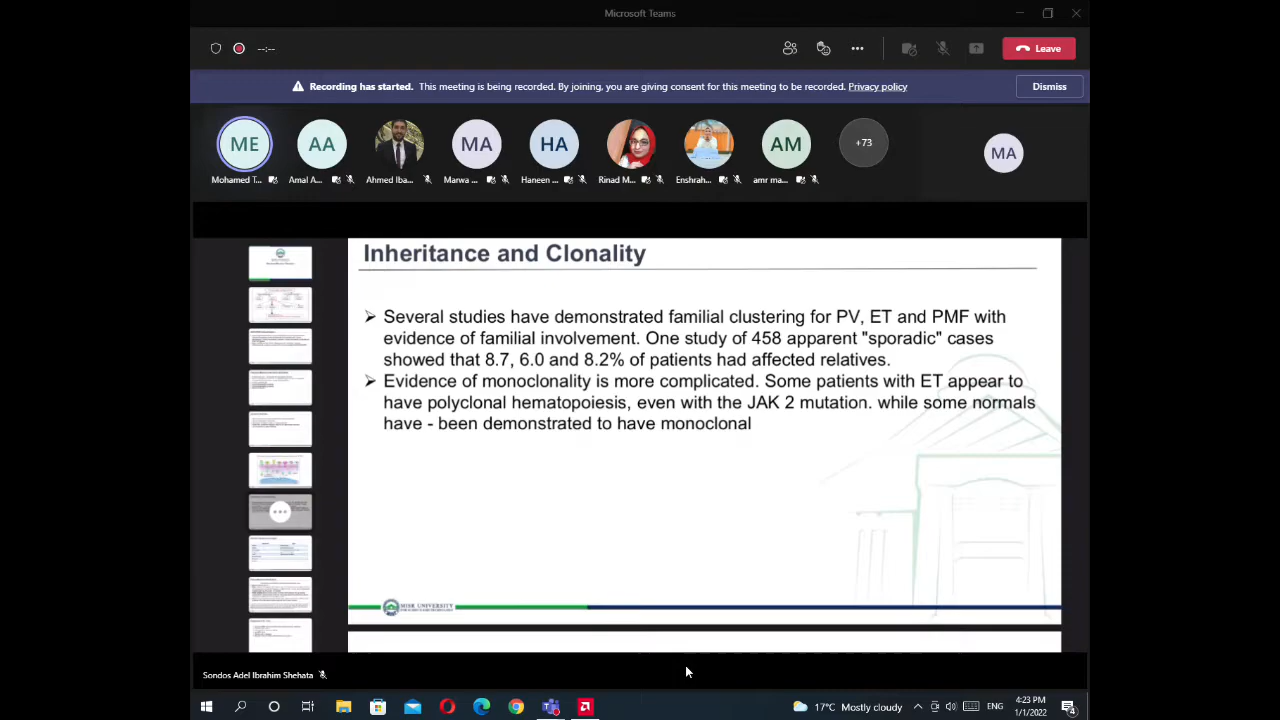 Microsoft Teams
--:--
Leave
Recording has started. This meeting is being recorded. By joining, you are giving consent for this meeting to be recorded. Privacy policy
Dismiss
ME
AA
MA
HA
AM
+73
MA
Mohamed T...
Amal A...
Ahmed Iba...
Marwa ...
Haneen ...
Rinad M...
Enshrah...
amr ma...
Inheritance and Clonality
Several studies have demonstrated familial clustering for PV, ET and PMF with
evidence of familial involvement. One study of 458 apparent "sporadic" cases
showed that 8.7, 6.0 and 8.2% of patients had affected relatives.
Evidence of monoclonality is more complicated. Some patients with ET appear to
have polyclonal hematopoiesis, even with the JAK 2 mutation, while some normals
have - been demonstrated to have monoclonal
MISR UNIVERSITY
FOR SCIENCE & TECHNOLOGY
Sondos Adel Ibrahim Shehata
17°C Mostly cloudy
ENG
4:23 PM
1/1/2022
4